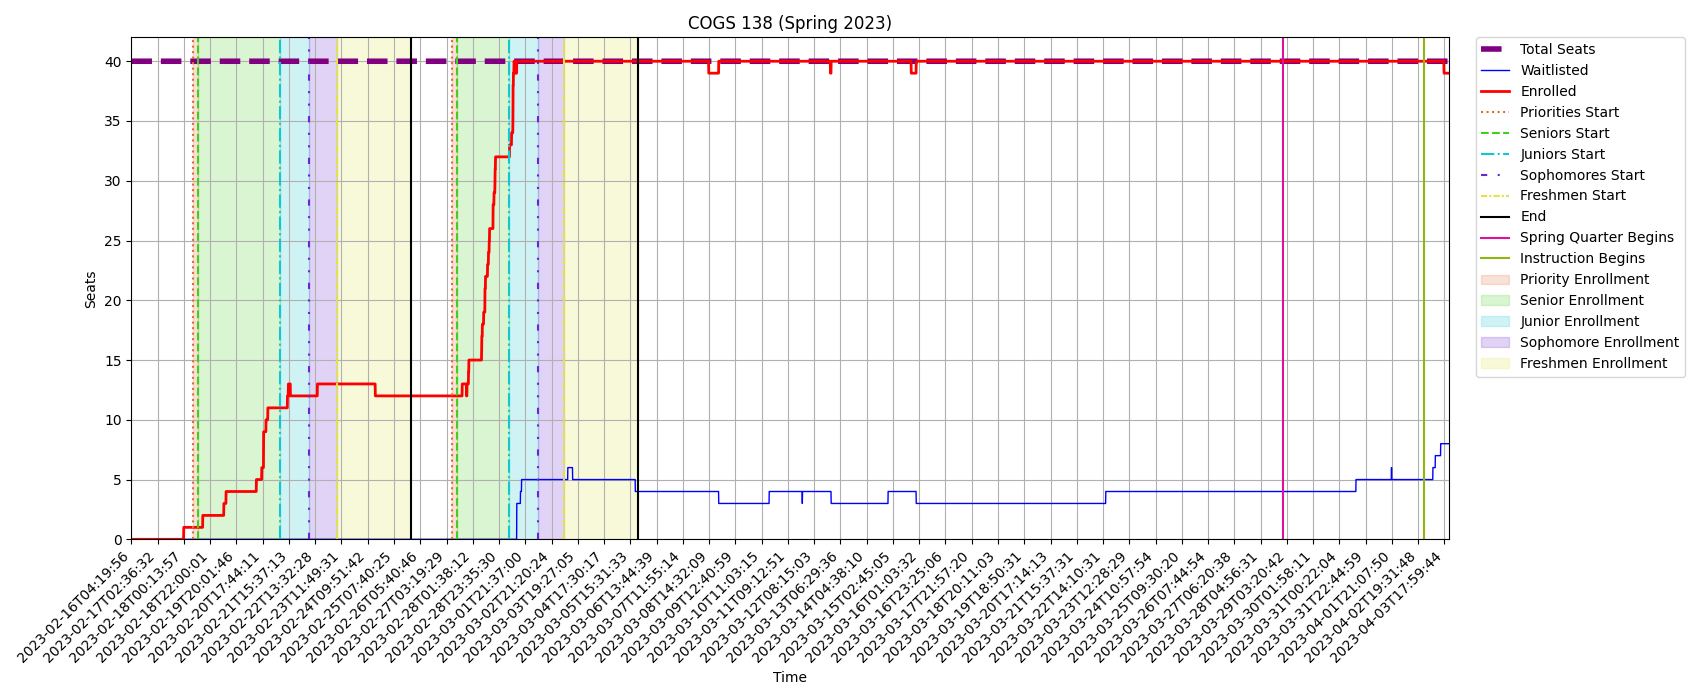 COGS 138 (Spring 2023)
Seats
40
35
30
25
20
15
10
5
0
2023-02-16T04:19:56
2023-02-17T02:36:32
2023-02-18T00:13:57
2023-02-18T22:00:01
2023-02-19T20:01:46
2023-02-20T17:44:11
2023-02-21T15:37:13
2023-02-22T13:32:28
2023-02-23T11:49:31
2023-02-24T09:51:42
2023-02-25T07:40:25
2023-02-26T05:40:46
2023-02-27T03:19:29
2023-02-28T01:38:12
2023-02-28T23:35:30
2023-03-01T21:37:00
2023-03-02T21:20:24
2023-03-03T19:27:05
2023-03-04T17:30:17
2023-03-05T15:31:33
2023-03-06T13:44:39
2023-03-07T11:55:14
2023-03-08T14:32:09
2023-03-09T12:40:59
2023-03-10T11:03:15
2023-03-11T09:12:51
2023-03-12T08:15:03
2023-03-13T06:29:36
2023-03-14T04:38:10
2023-03-15T02:45:05
2023-03-16T01:03:32
2023-03-16T23:25:06
2023-03-17T21:57:20
2023-03-18T20:11:03
2023-03-19T18:50:31
2023-03-20T17:14:13
2023-03-21T15:37:31
2023-03-22T14:10:31
2023-03-23T12:28:29
2023-03-24T10:57:54
2023-03-25T09:30:20
2023-03-26T07:44:54
2023-03-27T06:20:38
2023-03-28T04:56:31
2023-03-29T03:20:42
2023-03-30T01:58:11
2023-03-31T00:22:04
2023-03-31T22:44:59
2023-04-01T21:07:50
2023-04-02T19:31:48
2023-04-03T17:59:44
Time
Total Seats
Waitlisted
Enrolled
Priorities Start
Seniors Start
Juniors Start
Sophomores Start
Freshmen Start
End
Spring Quarter Begins
Instruction Begins
Priority Enrollment
Senior Enrollment
Junior Enrollment
Sophomore Enrollment
Freshmen Enrollment